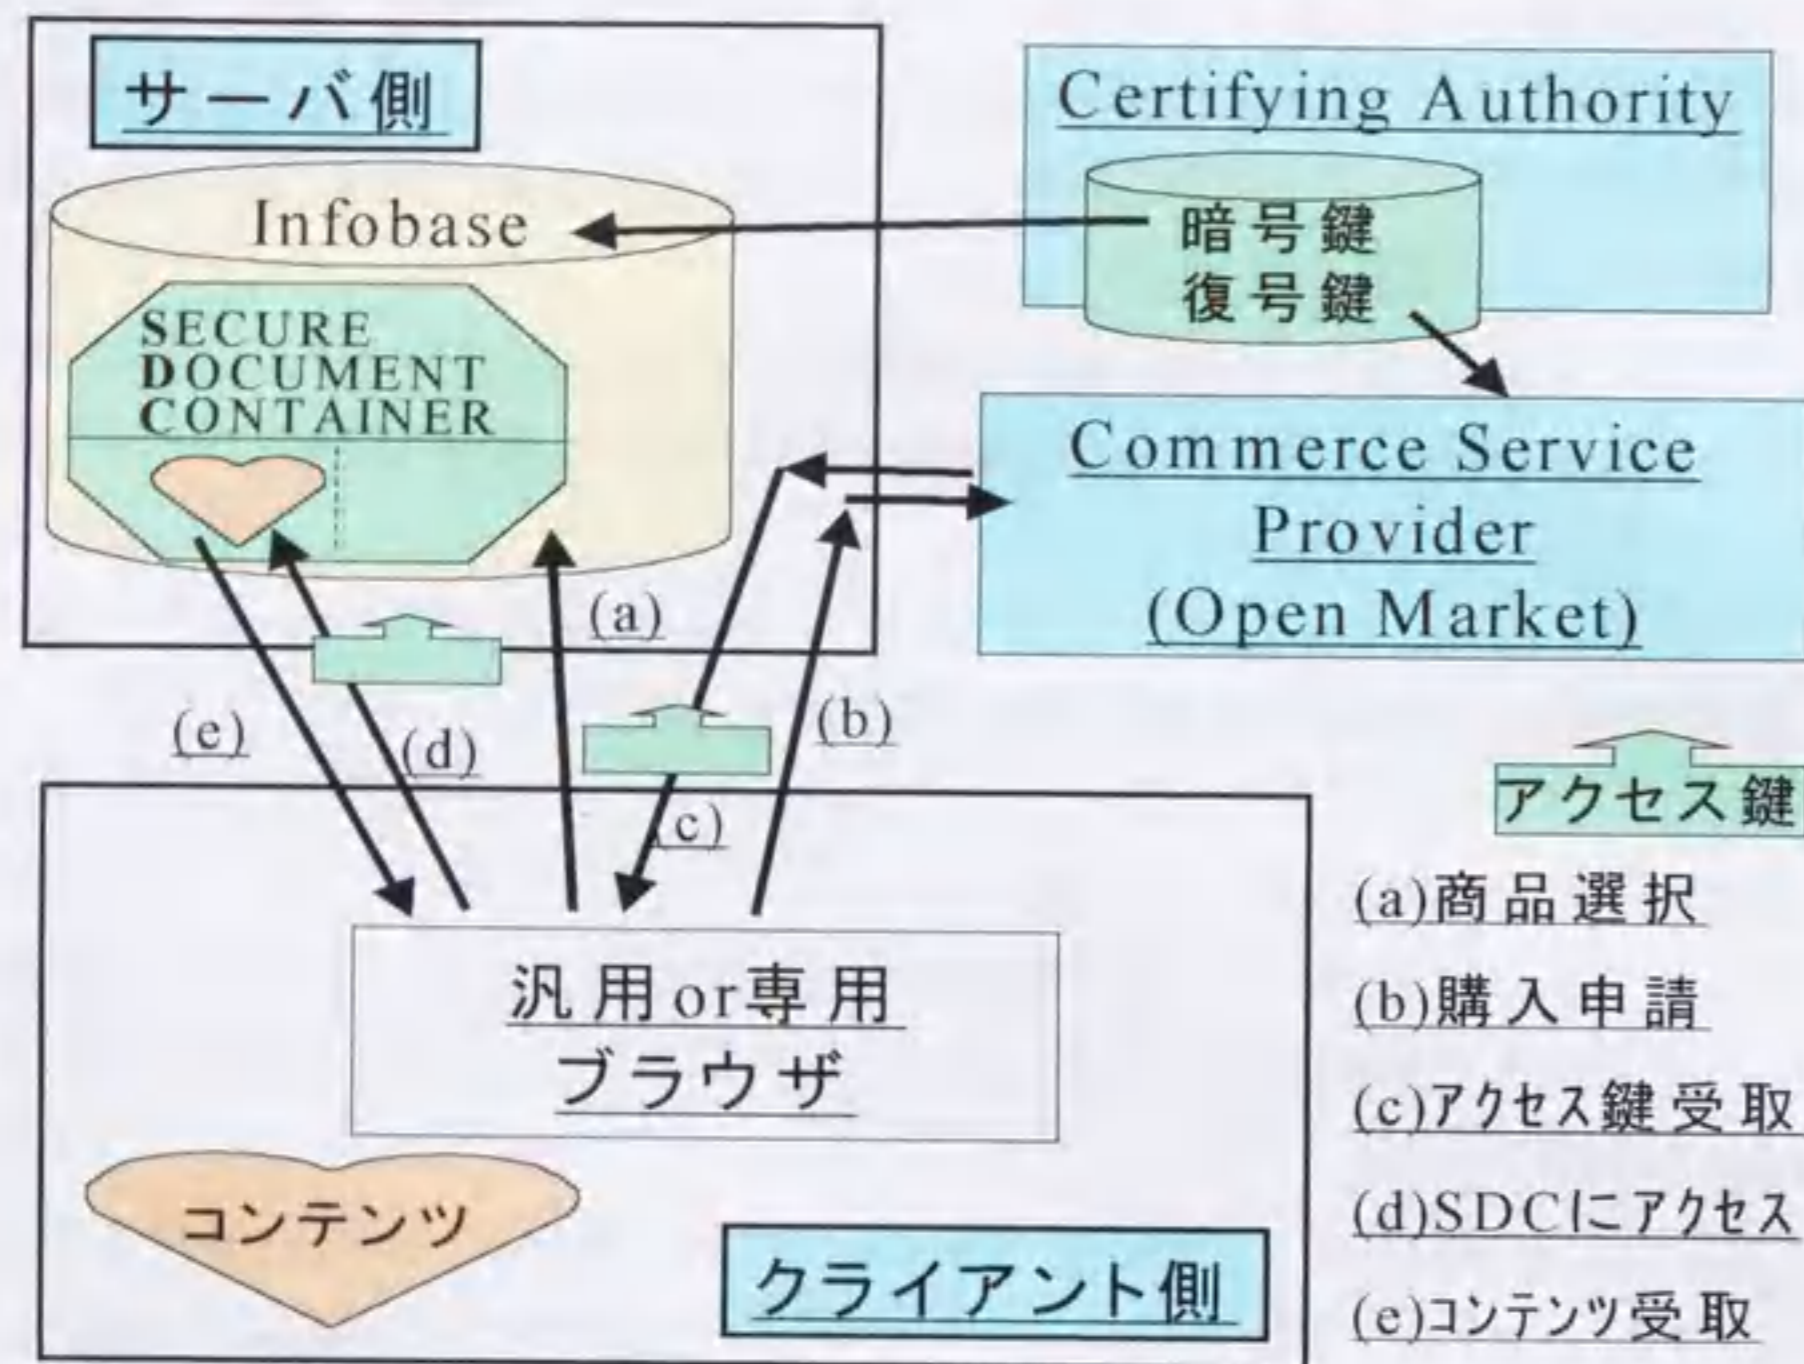 サーバ側
Certifying Authority
Infobase
暗号鍵
復号鍵
SECURE
DOCUMENT
CONTAINER
Commerce Service
Provider
(Open Market)
(a)
(b)
(e)
(d)
(c)
アクセス鍵
汎用or専用
ブラウザ
コンテンツ
クライアント側
(a)商品選択
(b)購入申請
(c)アクセス鍵受取
(d)SDCにアクセス
(e)コンテンツ受取